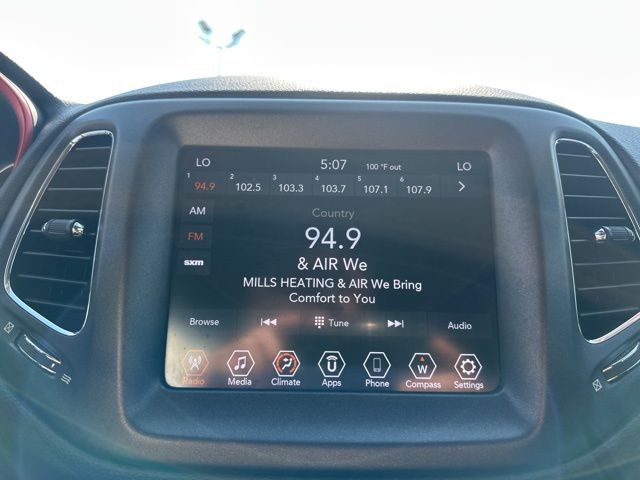 LO 5:07 100 °F out LO
1 94.9 2 102.5 3 103.3 4 103.7 5 107.1 6 107.9
AM
FM
sxm
Country
94.9
& AIR We
MILLS HEATING & AIR We Bring
Comfort to You
Browse Tune Audio
W
Radio Media Climate Apps Phone Compass Settings